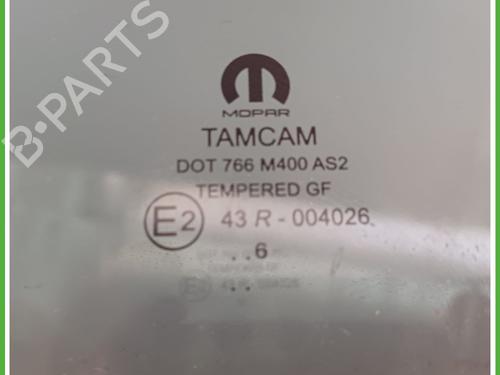 B-PARTS
MOPAR
TAMCAM
DOT 766 M400 AS2
TEMPERED GF
E2 43 R - 004026
. . 6